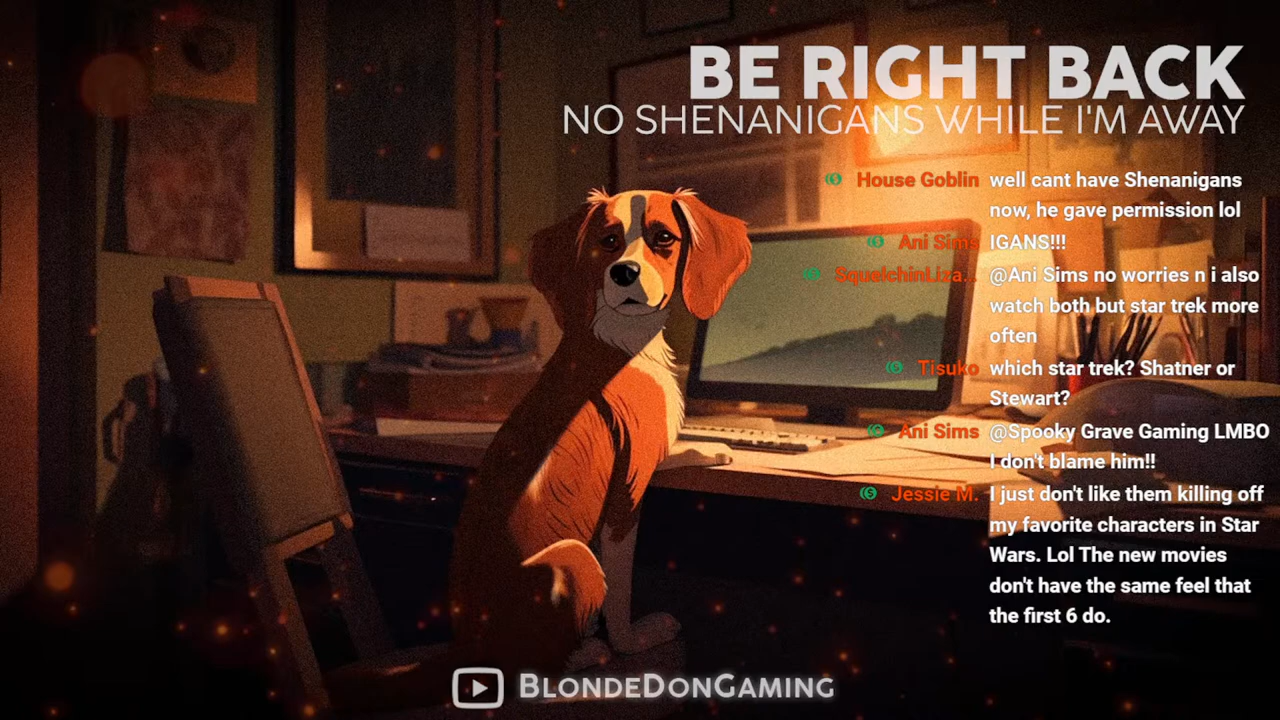 BE RIGHT BACK
NO SHENANIGANS WHILE I'M AWAY
House Goblin well cant have Shenanigans
now, he gave permission lol
Ani Sims IGANS!!!
SquelchinLiza... @Ani Sims no worries n i also
watch both but star trek more
often
Tisuko which star trek? Shatner or
Stewart?
Ani Sims @Spooky Grave Gaming LMBO
I don't blame him!!
Jessie M. I just don't like them killing off
my favorite characters in Star
Wars. Lol The new movies
don't have the same feel that
the first 6 do.
BLONDEDONGAMING